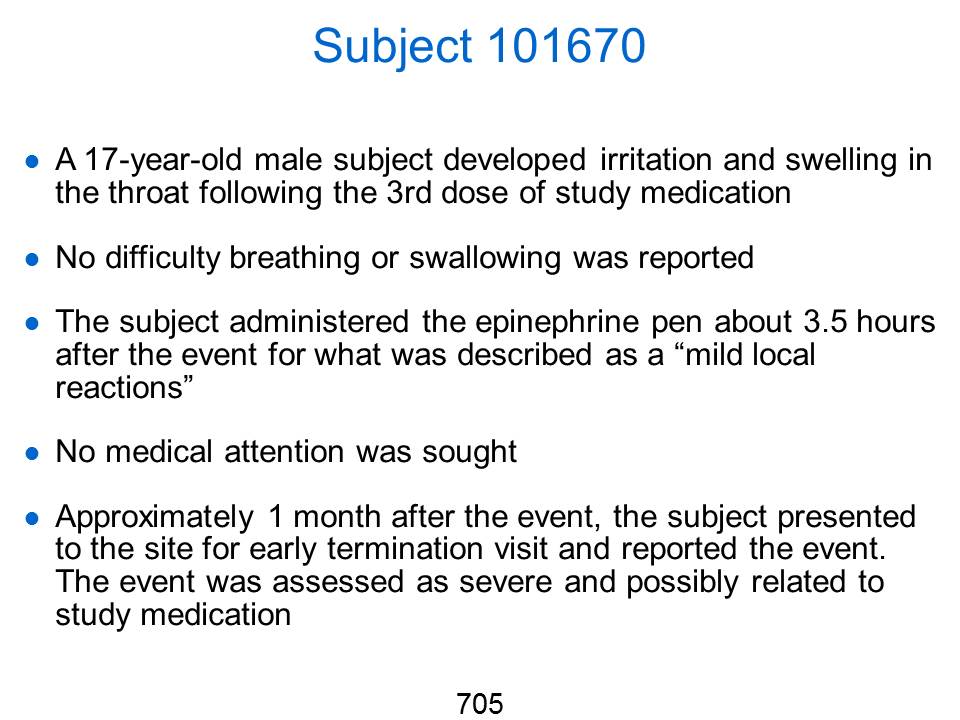 Subject 101670
● A 17-year-old male subject developed irritation and swelling in
the throat following the 3rd dose of study medication
● No difficulty breathing or swallowing was reported
● The subject administered the epinephrine pen about 3.5 hours
after the event for what was described as a “mild local
reactions”
● No medical attention was sought
● Approximately 1 month after the event, the subject presented
to the site for early termination visit and reported the event.
The event was assessed as severe and possibly related to
study medication
705